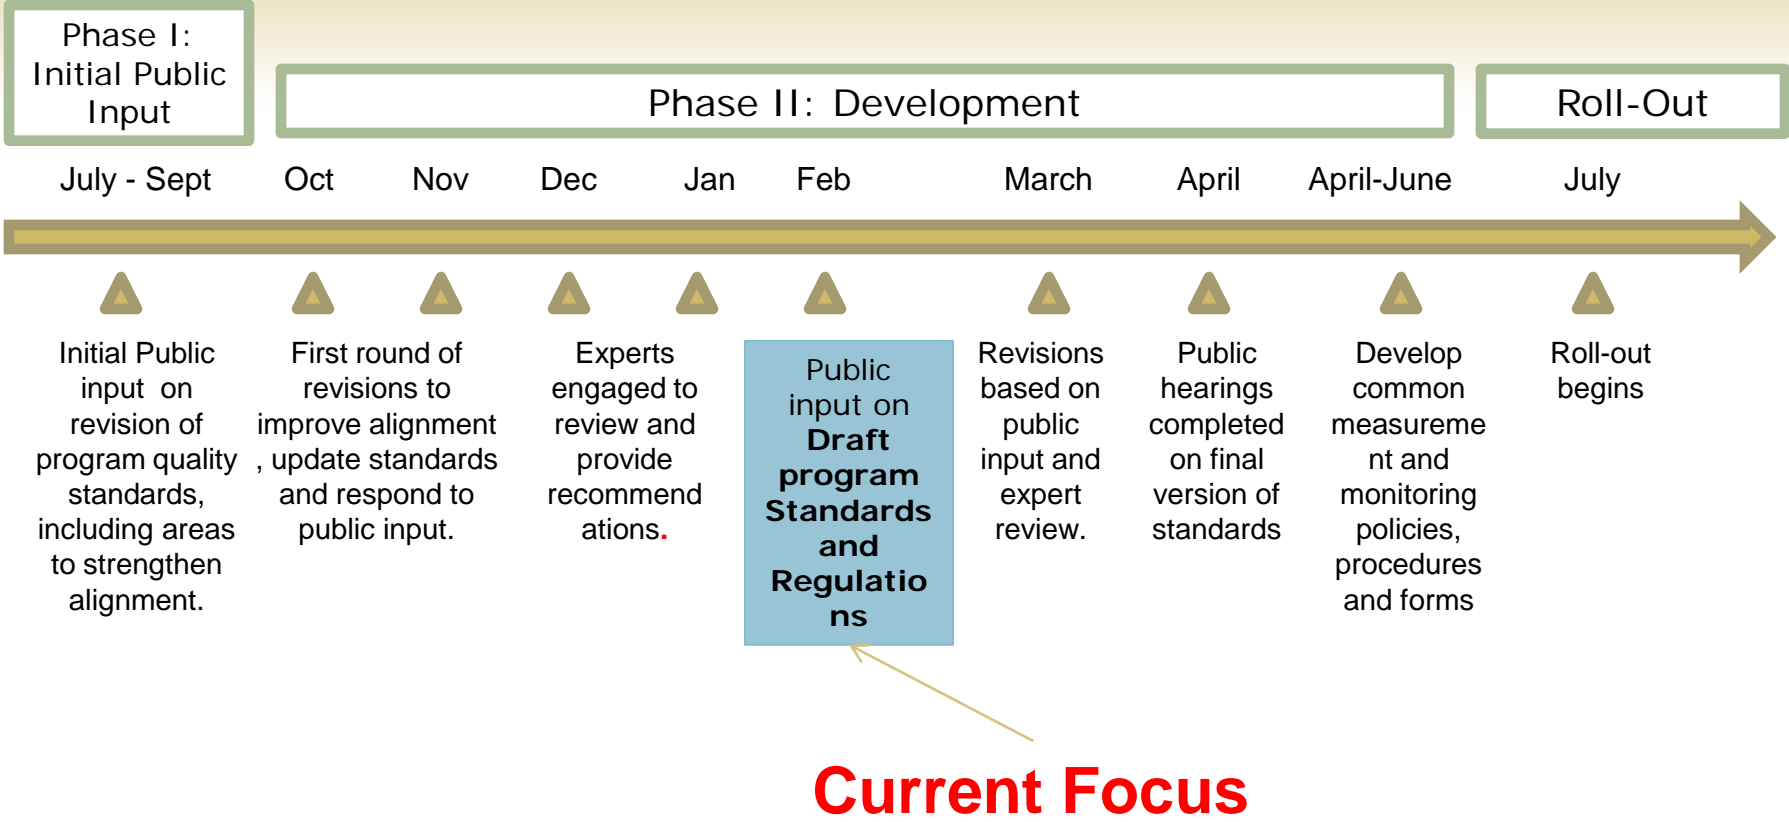 Phase I:
Initial Public
Input
Phase II: Development
Roll-Out
July - Sept
Oct
Nov
Dec
Jan
Feb
March
April
April-June
July
Initial Public
input on
revision of
program quality
standards,
including areas
to strengthen
alignment.
First round of
revisions to
improve alignment
, update standards
and respond to
public input.
Experts
engaged to
review and
provide
recommend
ations.
Public
input on
Draft
program
Standards
and
Regulatio
ns
Revisions
based on
public
input and
expert
review.
Public
hearings
completed
on final
version of
standards
Develop
common
measureme
nt and
monitoring
policies,
procedures
and forms
Roll-out
begins
Current Focus